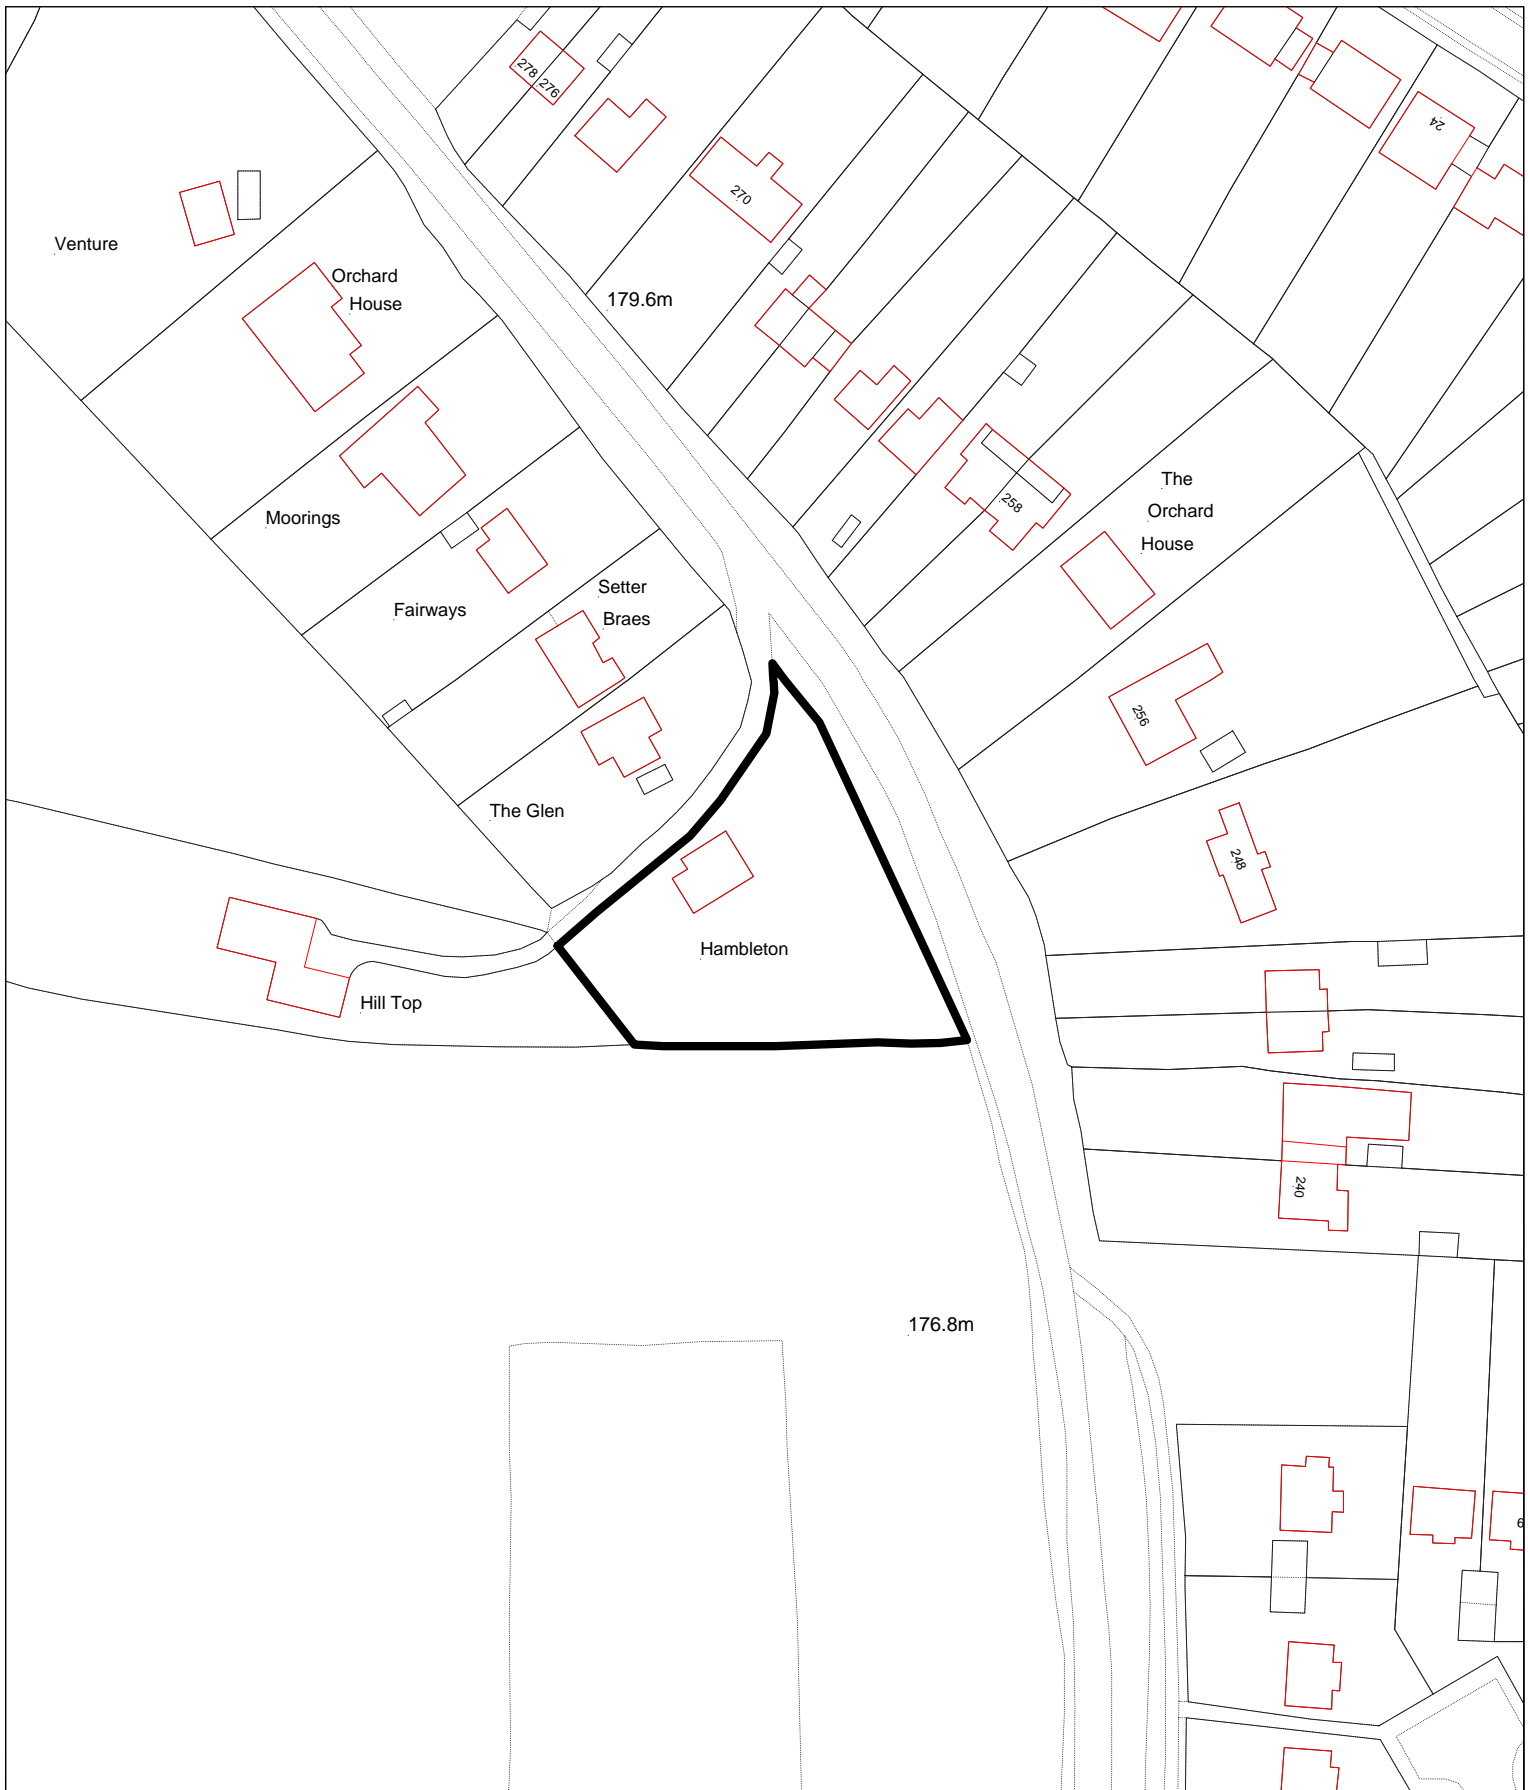 278
276
24
270
Venture
Orchard
House
179.6m
The
Orchard
House
258
Moorings
Setter
Braes
Fairways
256
The Glen
248
Hambleton
Hill Top
240
176.8m
6